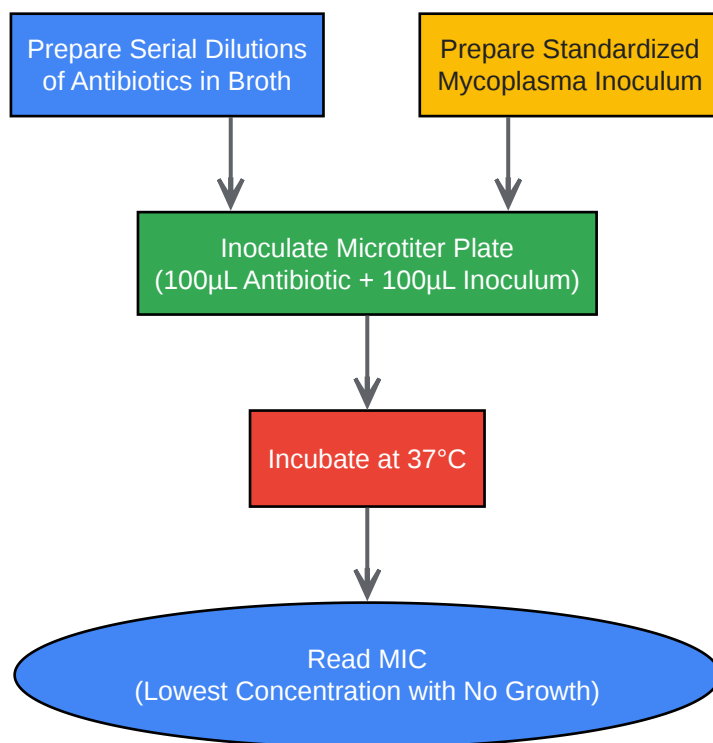 Prepare Serial Dilutions
of Antibiotics in Broth
Prepare Standardized
Mycoplasma Inoculum
Inoculate Microtiter Plate
(100µL Antibiotic + 100µL Inoculum)
Incubate at 37°C
Read MIC
(Lowest Concentration with No Growth)